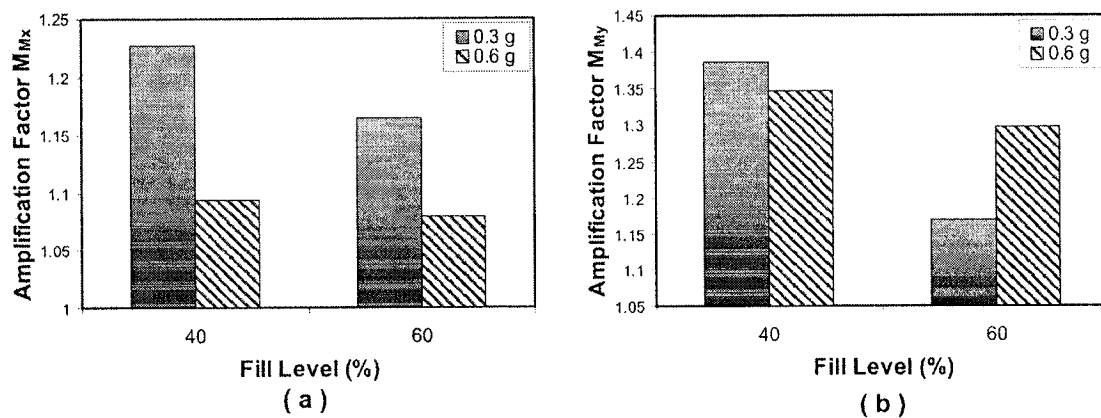 Amplification Factor M_Mx
1.25
1.2
1.15
1.1
1.05
1
0.3 g
0.6 g
40
60
Fill Level (%)
( a )
Amplification Factor M_My
1.45
1.4
1.35
1.3
1.25
1.2
1.15
1.1
1.05
0.3 g
0.6 g
40
60
Fill Level (%)
( b )